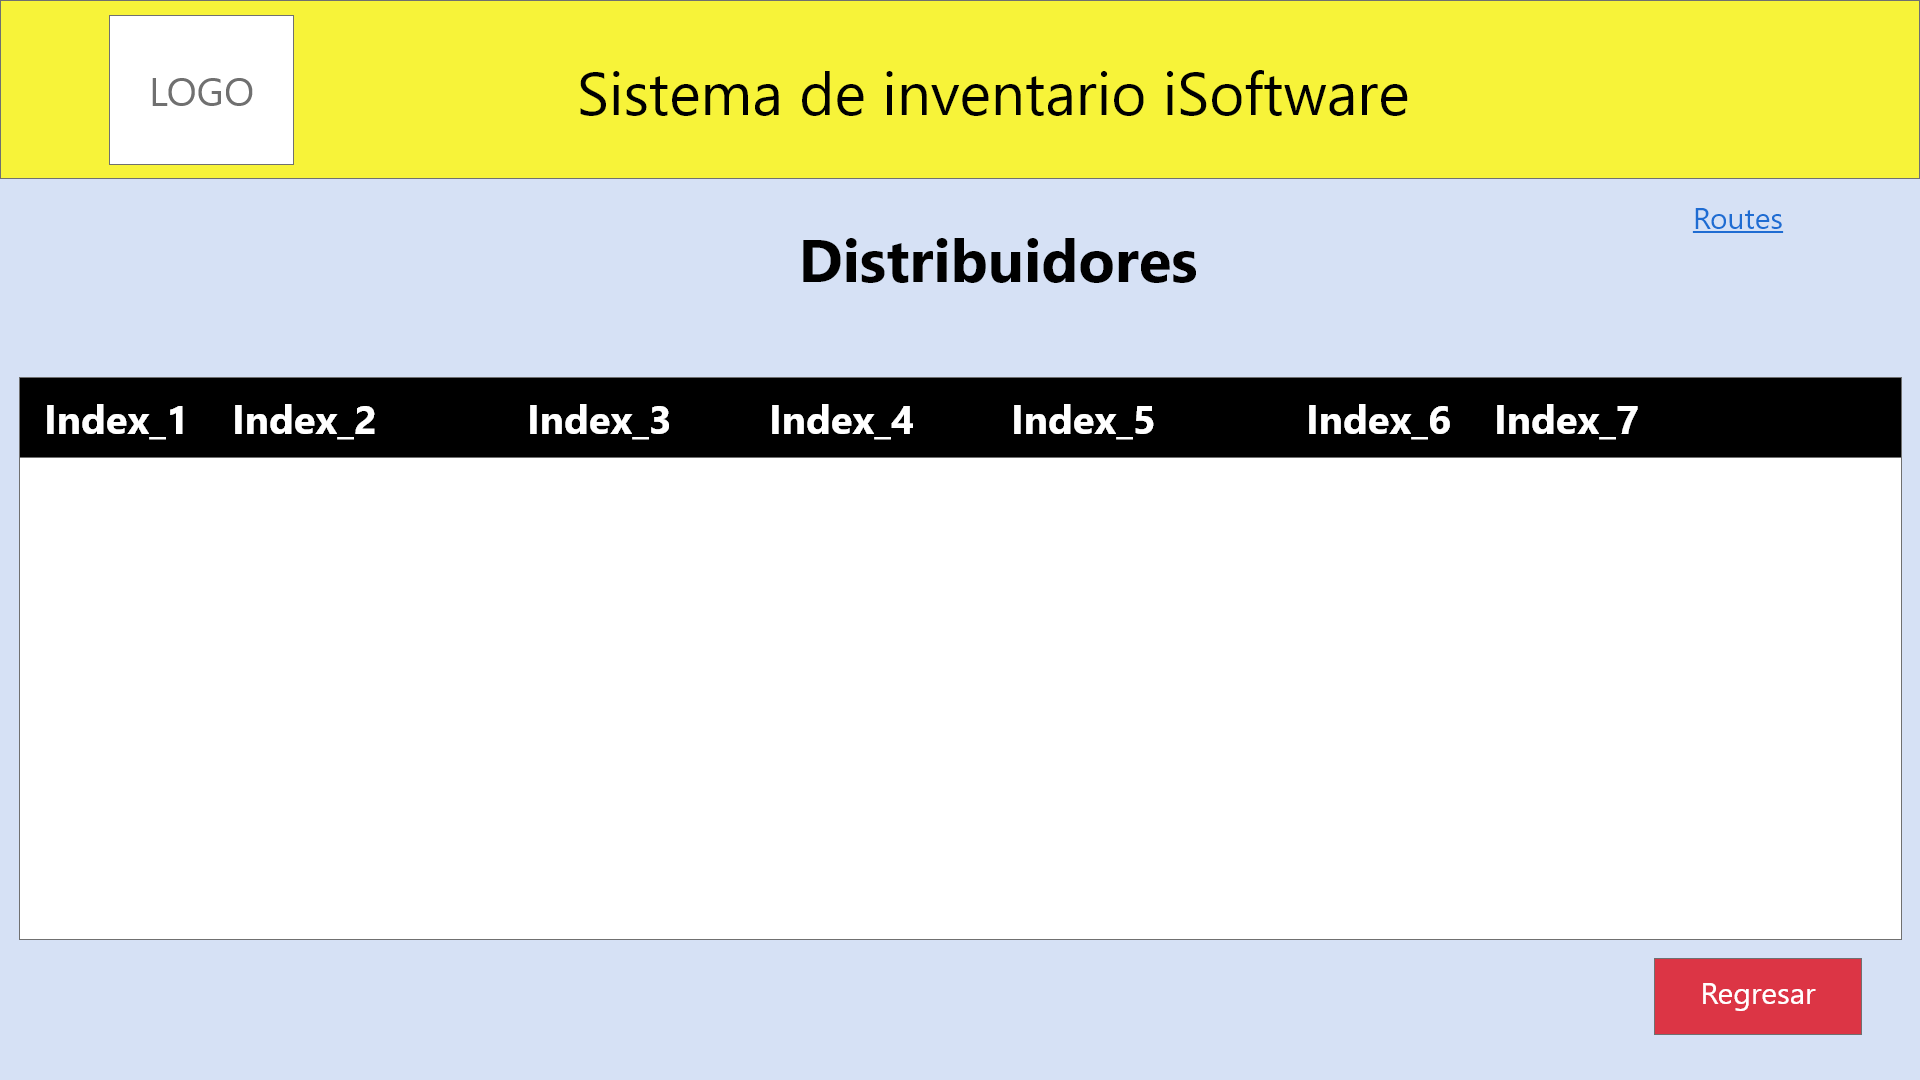 LOGO
Sistema de inventario iSoftware
Routes
Distribuidores
Index_1 Index_2 Index_3 Index_4 Index_5 Index_6 Index_7
Regresar